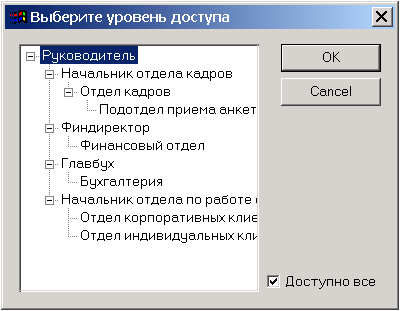 Выберите уровень доступа
Руководитель
Начальник отдела кадров
Отдел кадров
Подотдел приема анкет
Финдиректор
Финансовый отдел
Главбух
Бухгалтерия
Начальник отдела по работе
Отдел корпоративных клие
Отдел индивидуальных кли
OK
Cancel
Доступно все